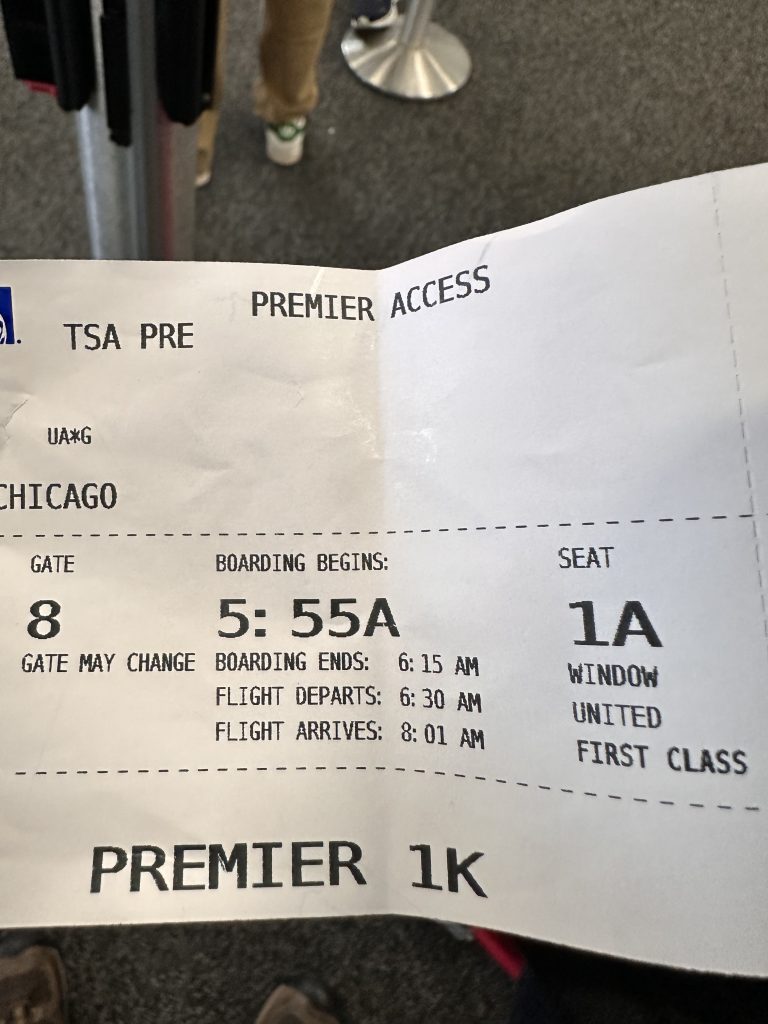 PREMIER ACCESS
TSA PRE
UA*G
CHICAGO
GATE BOARDING BEGINS: SEAT
8 5:55A 1A
GATE MAY CHANGE BOARDING ENDS: 6:15 AM WINDOW
FLIGHT DEPARTS: 6:30 AM UNITED
FLIGHT ARRIVES: 8:01 AM FIRST CLASS
PREMIER 1K